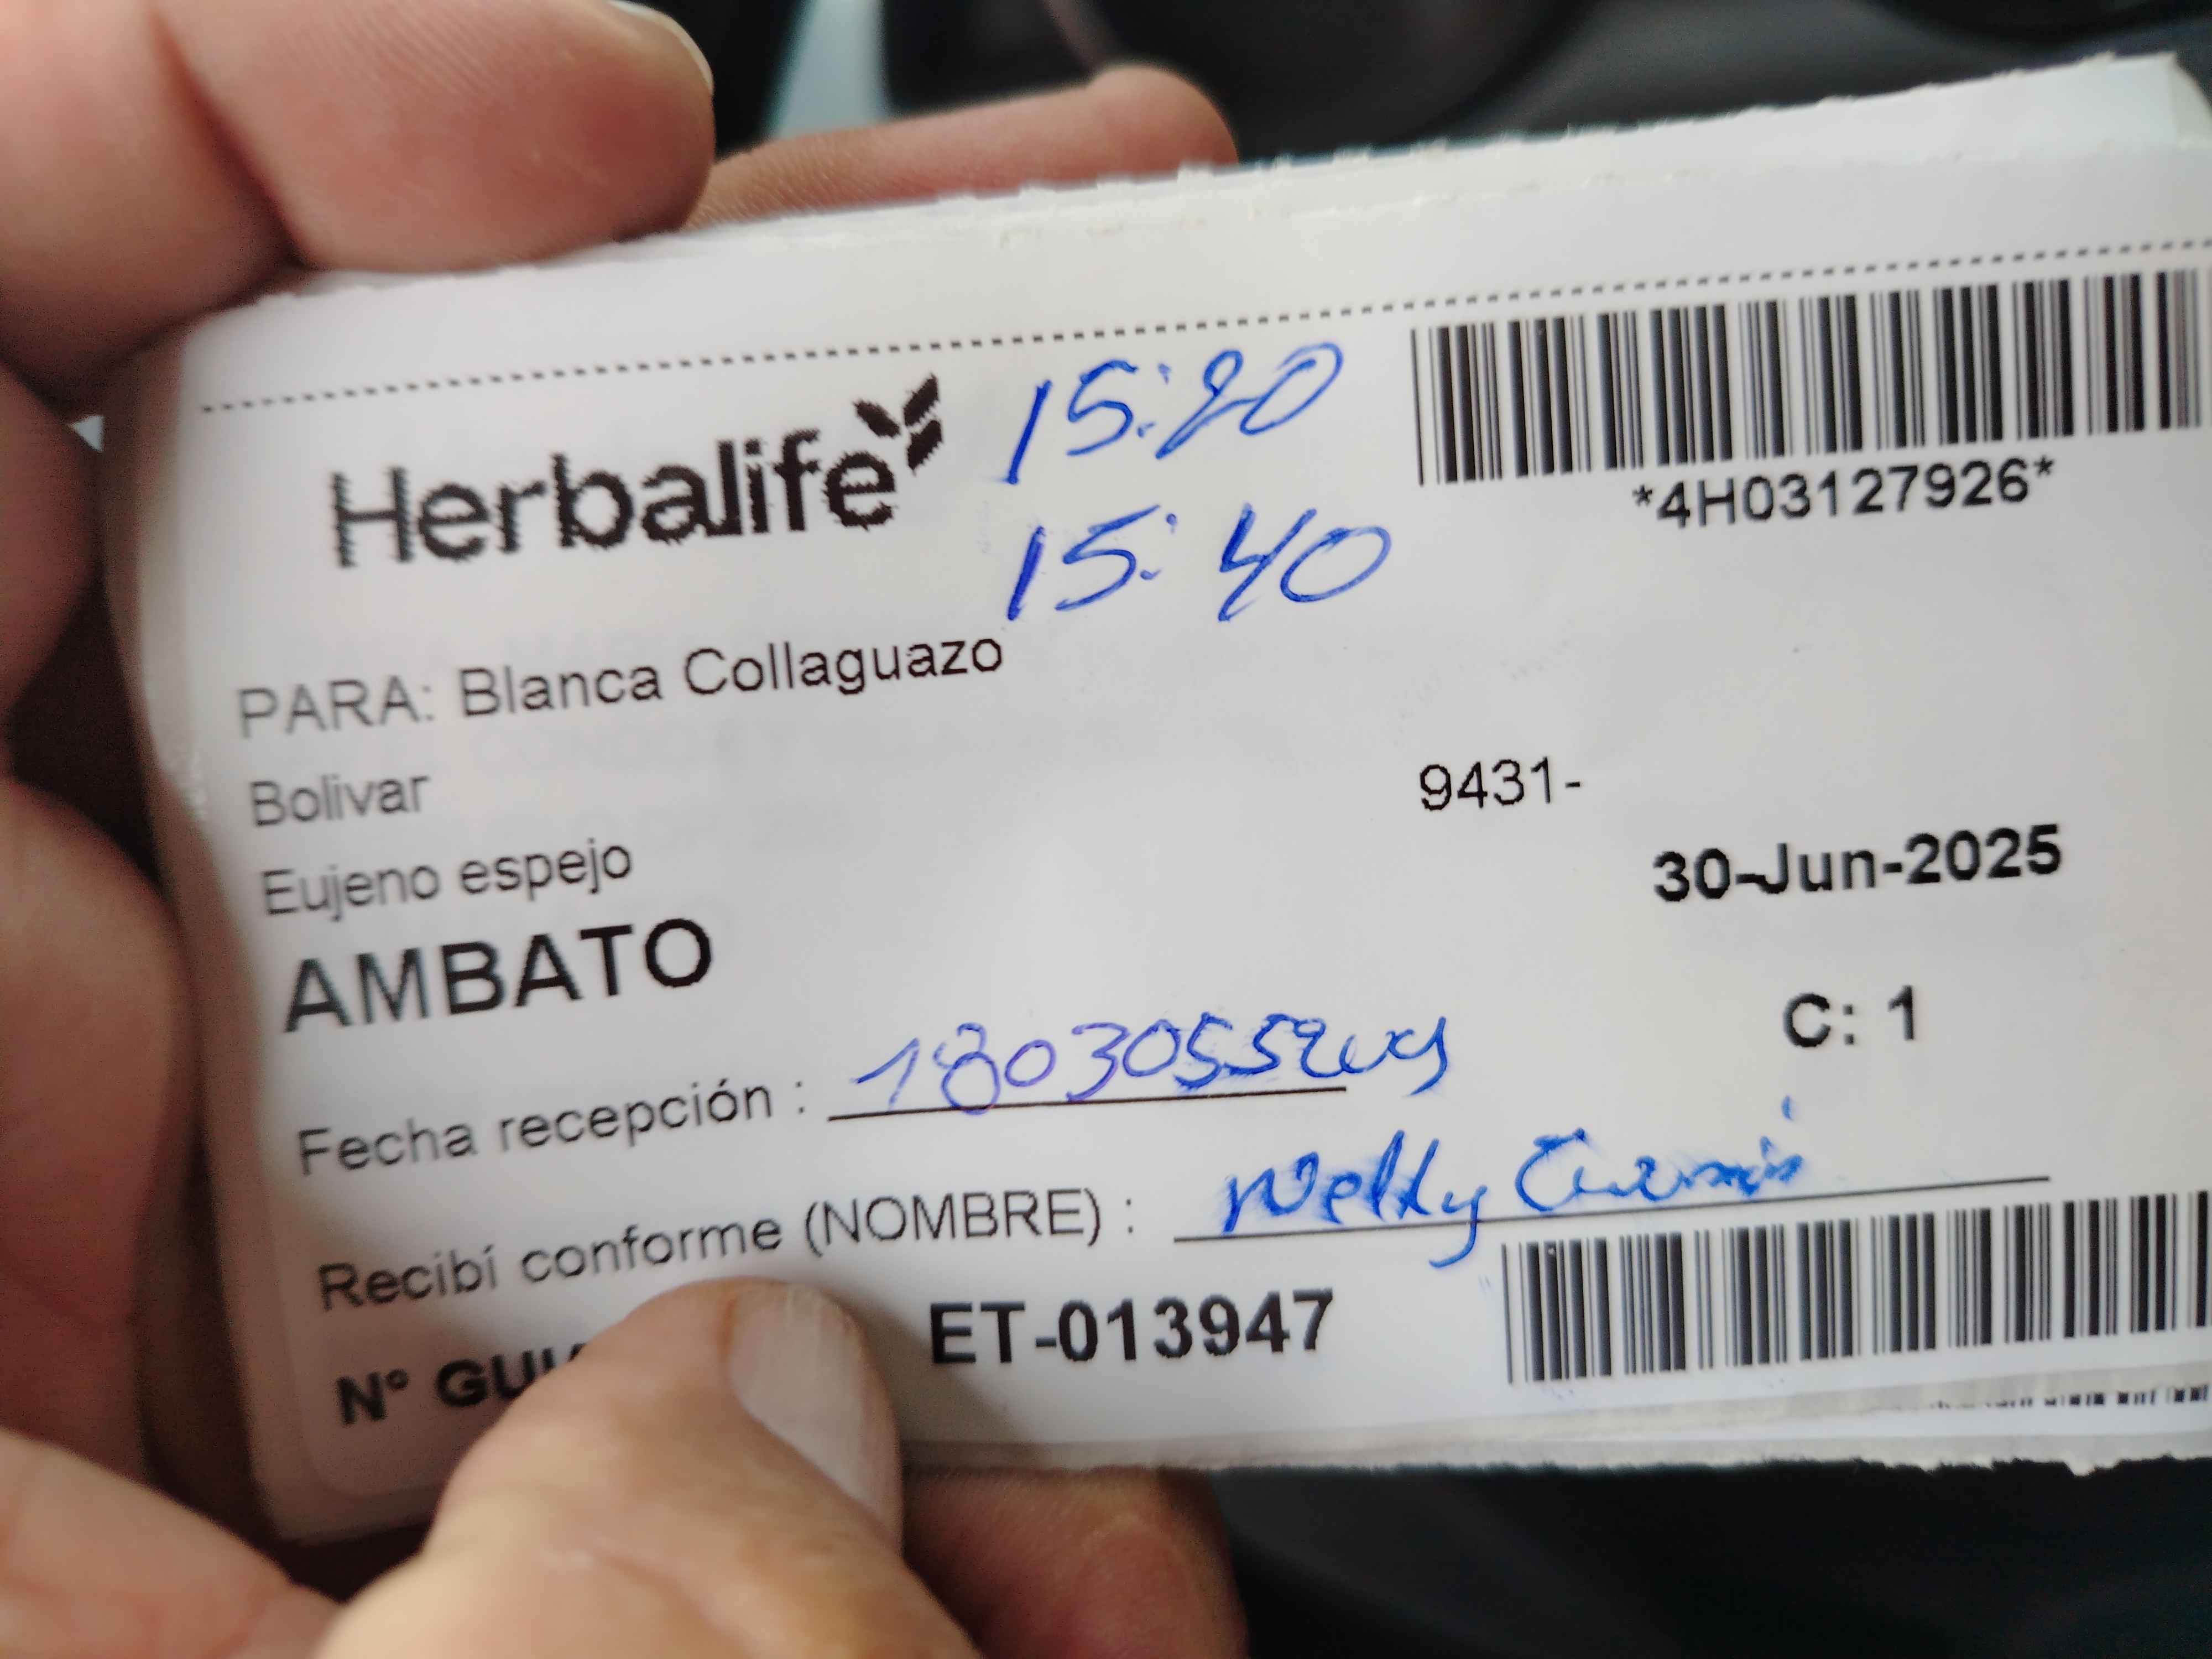 Herbalife 15:20
15:40
*4H03127926*
PARA: Blanca Collaguazo
Bolivar 9431-
Eujeno espejo 30-Jun-2025
AMBATO
C: 1
Fecha recepción :
Recibí conforme (NOMBRE) :
N° ET-013947